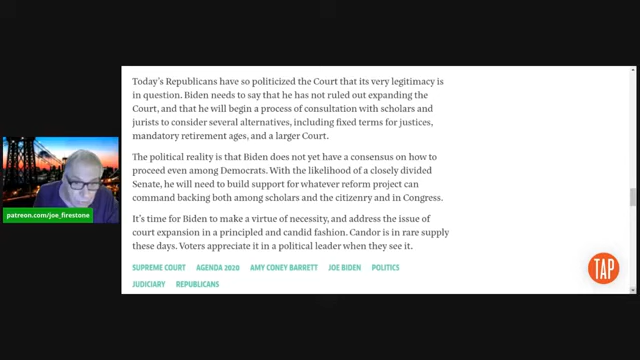 Today's Republicans have so politicized the Court that its very legitimacy is
in question. Biden needs to say that he has not ruled out expanding the
Court, and that he will begin a process of consultation with scholars and
jurists to consider several alternatives, including fixed terms for justices,
mandatory retirement ages, and a larger Court.
The political reality is that Biden does not yet have a consensus on how to
proceed even among Democrats. With the likelihood of a closely divided
Senate, he will need to build support for whatever reform project can
command backing both among scholars and the citizenry and in Congress.
It's time for Biden to make a virtue of necessity, and address the issue of
court expansion in a principled and candid fashion. Candor is in rare supply
these days. Voters appreciate it in a political leader when they see it.
SUPREME COURT AGENDA 2020 AMY CONEY BARRETT JOE BIDEN POLITICS
JUDICIARY REPUBLICANS
patreon.com/joe_firestone
TAP